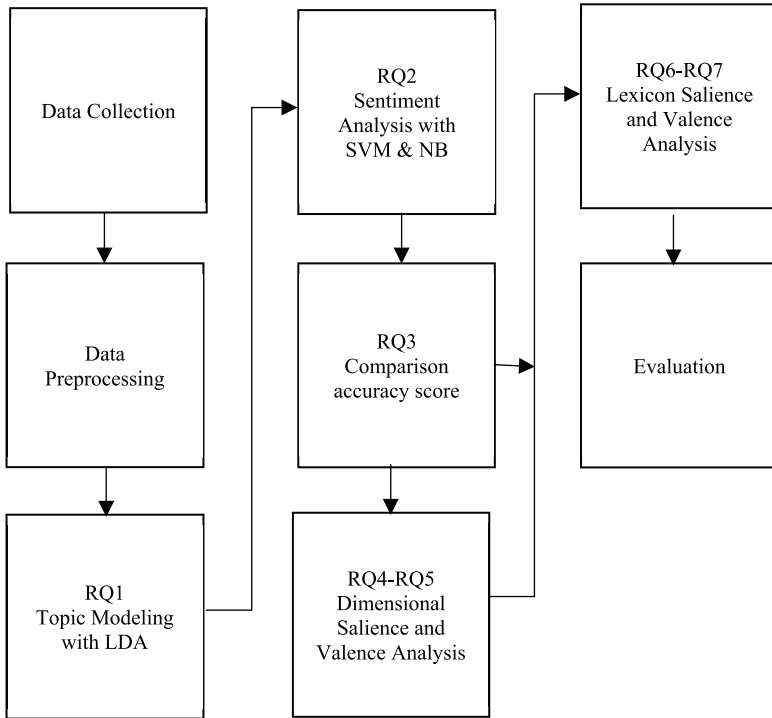 Data Collection
Data
Preprocessing
RQ1
Topic Modeling
with LDA
RQ2
Sentiment
Analysis with
SVM & NB
RQ3
Comparison
accuracy score
RQ4-RQ5
Dimensional
Salience and
Valence Analysis
RQ6-RQ7
Lexicon Salience
and Valence
Analysis
Evaluation